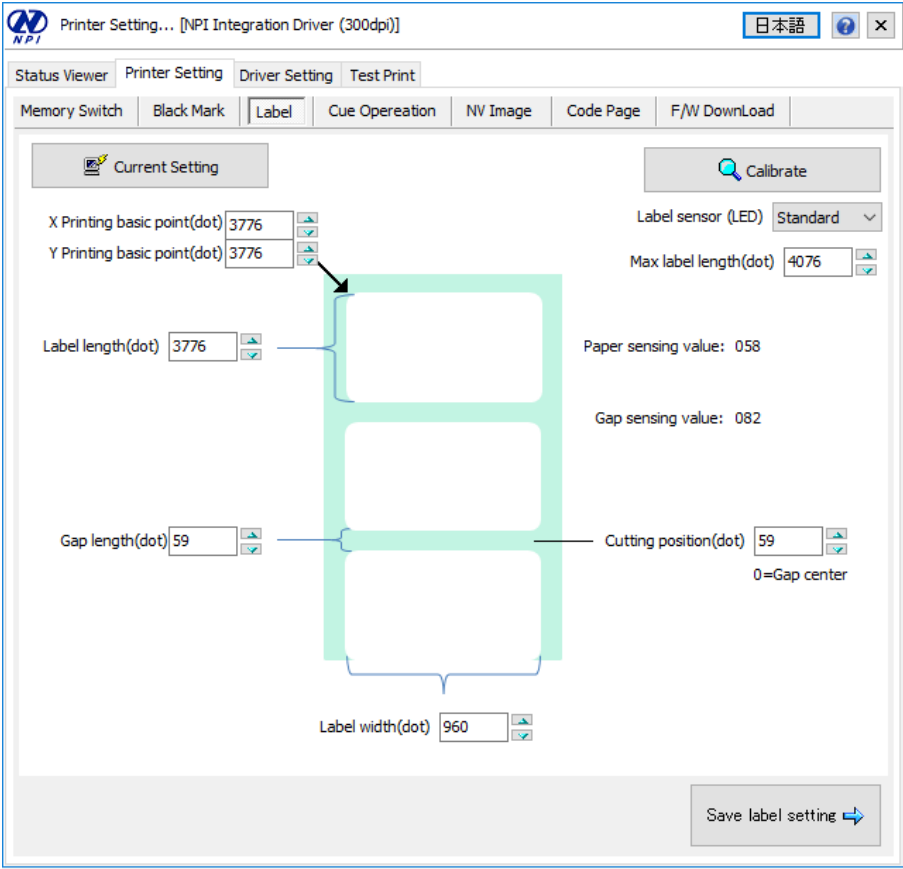 NPI
Printer Setting... [NPI Integration Driver (300dpi)]
日本語
?
Status Viewer Printer Setting Driver Setting Test Print
Memory Switch Black Mark Label Cue Opereation NV Image Code Page F/W DownLoad
Current Setting
Calibrate
X Printing basic point(dot) 3776
Label sensor (LED) Standard
Y Printing basic point(dot) 3776
Max label length(dot) 4076
Label length(dot) 3776
Paper sensing value: 058
Gap sensing value: 082
Gap length(dot) 59
Cutting position(dot) 59
0=Gap center
Label width(dot) 960
Save label setting